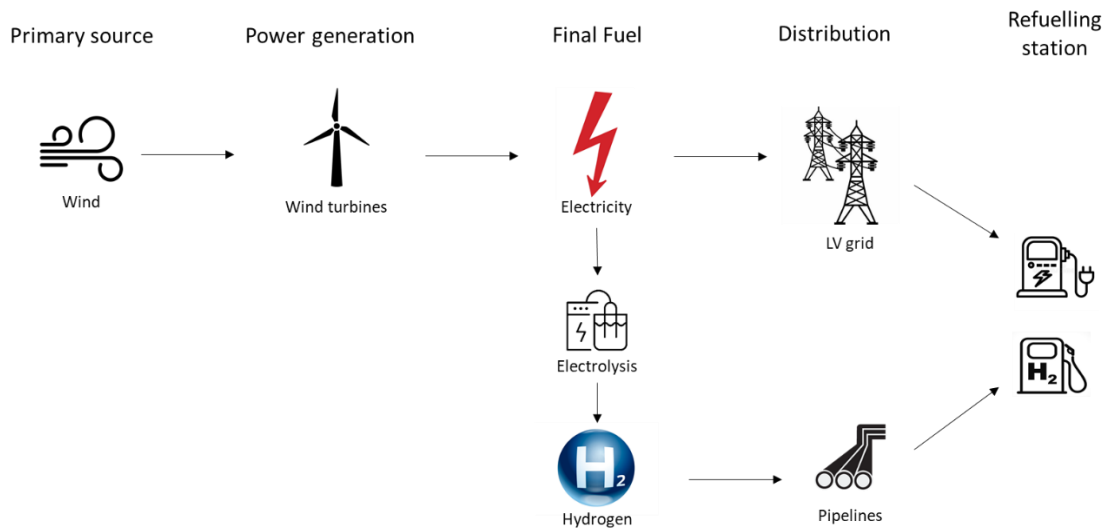 Primary source
Power generation
Final Fuel
Distribution
Refuelling
station
Wind
Wind turbines
Electricity
LV grid
Electrolysis
H2
H2
Hydrogen
Pipelines